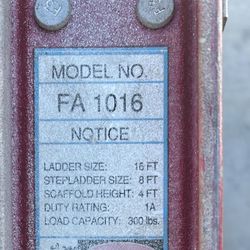 MODEL NO.
FA 1016
NOTICE
LADDER SIZE: 16 FT
STEPLADDER SIZE: 8 FT
SCAFFOLD HEIGHT: 4 FT
DUTY RATING: 1A
LOAD CAPACITY: 300 lbs.